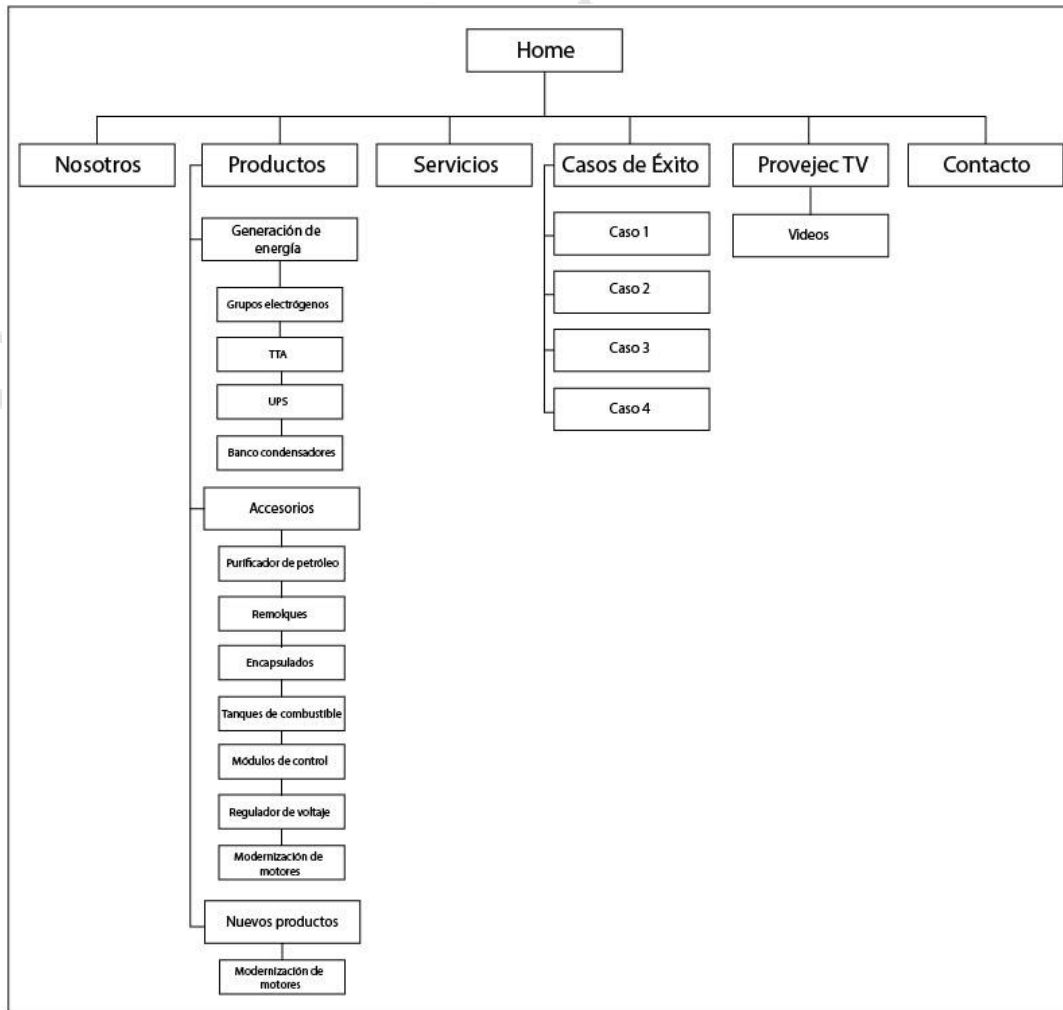 Home
Nosotros
Productos
Servicios
Casos de Éxito
Provejec TV
Contacto
Generación de
energía
Grupos electrógenos
TTA
UPS
Banco condensadores
Accesorios
Purificador de petróleo
Remolques
Encapsulados
Tanques de combustible
Módulos de control
Regulador de voltaje
Modernización de
motores
Nuevos productos
Modernización de
motores
Caso 1
Caso 2
Caso 3
Caso 4
Videos